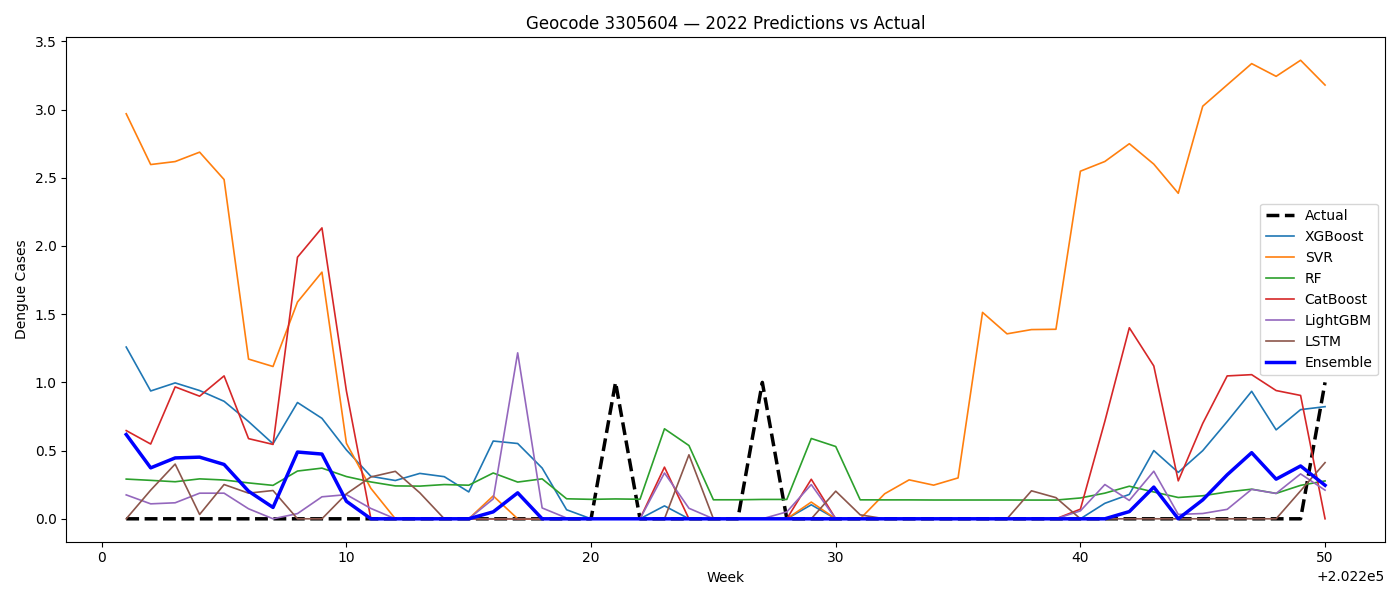 Geocode 3305604 — 2022 Predictions vs Actual
Dengue Cases
3.5
3.0
2.5
2.0
1.5
1.0
0.5
0.0
Actual
XGBoost
SVR
RF
CatBoost
LightGBM
LSTM
Ensemble
0 10 20 30 40 50
Week
+2.022e5